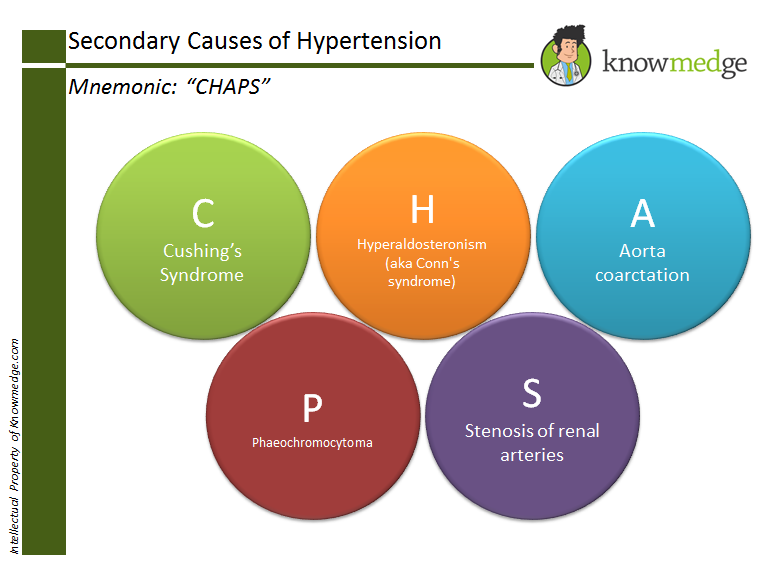 Secondary Causes of Hypertension
knowmedge
Mnemonic: “CHAPS”
C
Cushing’s
Syndrome
H
Hyperaldosteronism
(aka Conn's
syndrome)
A
Aorta
coarctation
P
Phaeochromocytoma
S
Stenosis of renal
arteries
Intellectual Property of Knowmedge.com